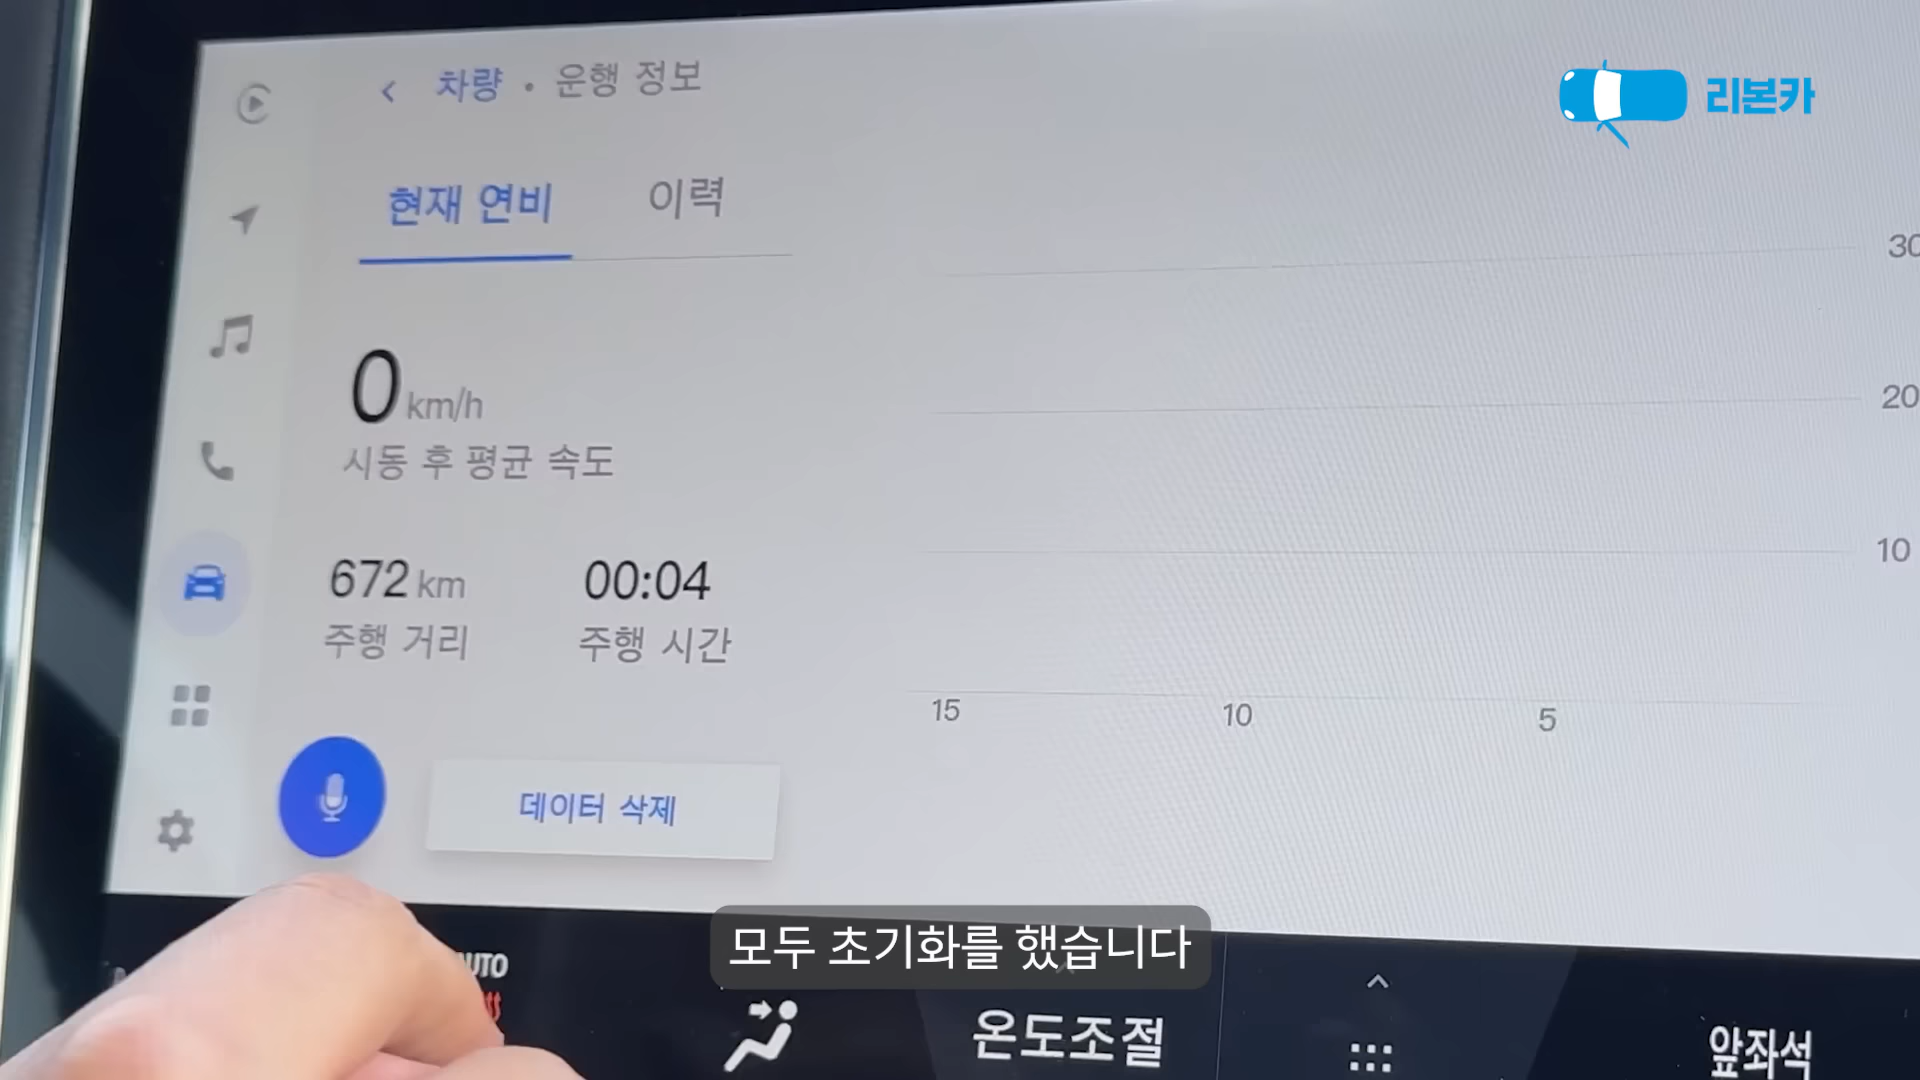 차량 • 운행 정보
리본카
현재 연비 이력
0 km/h
시동 후 평균 속도
672 km
주행 거리
00:04
주행 시간
데이터 삭제
30
20
10
15 10 5
모두 초기화를 했습니다
AUTO
온도조절
앞좌석